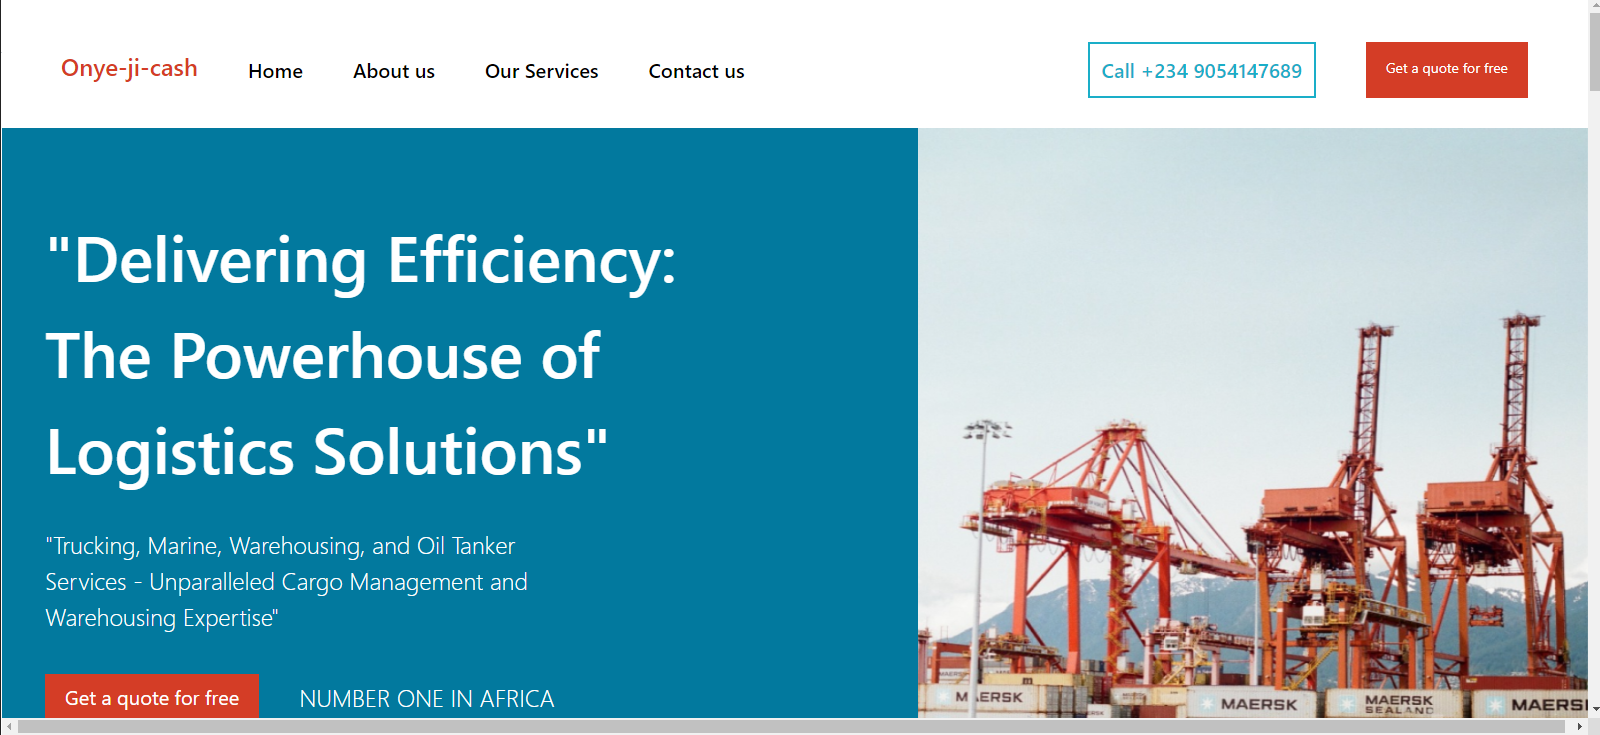 Onye-ji-cash
Home
About us
Our Services
Contact us
Call +234 9054147689
Get a quote for free
"Delivering Efficiency:
The Powerhouse of
Logistics Solutions"
"Trucking, Marine, Warehousing, and Oil Tanker
Services - Unparalleled Cargo Management and
Warehousing Expertise"
Get a quote for free
NUMBER ONE IN AFRICA
MAERSK
MAERSK
MAERSK
SEALAND
MAERS